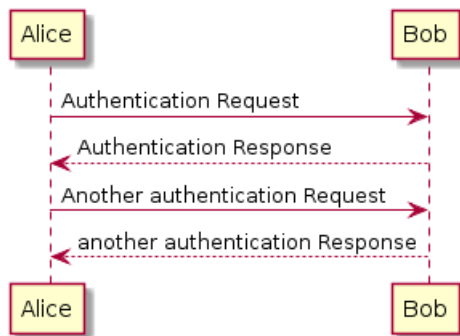 Alice Bob
Authentication Request
Authentication Response
Another authentication Request
another authentication Response
Alice Bob